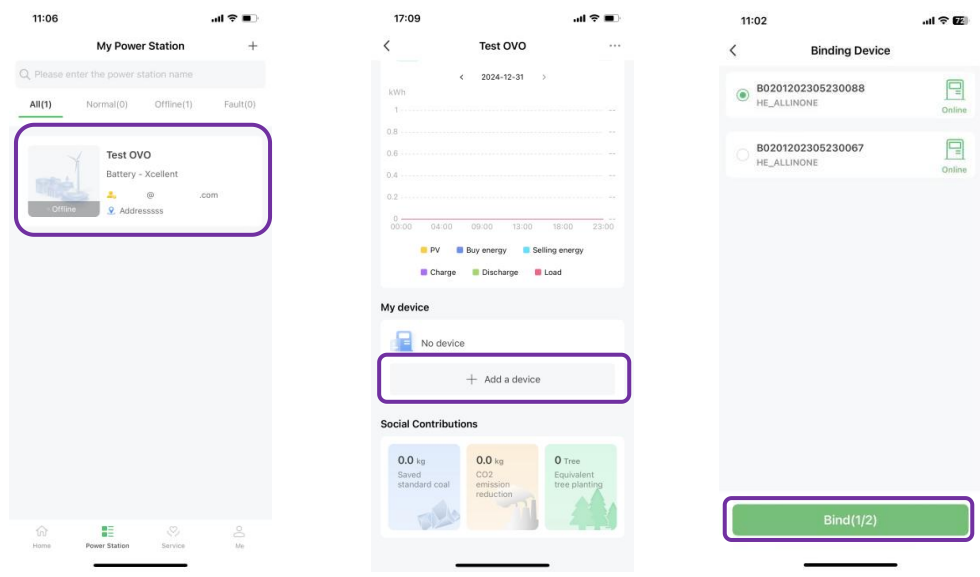 11:06
My Power Station
+
Please enter the power station name
All(1) Normal(0) Offline(1) Fault(0)
Test OVO
Battery - Xcellent
@ .com
Offline
Addresssss
Home Power Station Service Me
17:09
Test OVO
...
< 2024-12-31 >
kWh
1 --
0.8 --
0.6 --
0.4 --
0.2 --
0 --
00:00 04:00 09:00 13:00 18:00 23:00
PV Buy energy Selling energy
Charge Discharge Load
My device
No device
+ Add a device
Social Contributions
0.0 kg
Saved
standard coal
0.0 kg
CO2
emission
reduction
0 Tree
Equivalent
tree planting
11:02
72
Binding Device
B0201202305230088
HE_ALLINONE
Online
B0201202305230067
HE_ALLINONE
Online
Bind(1/2)